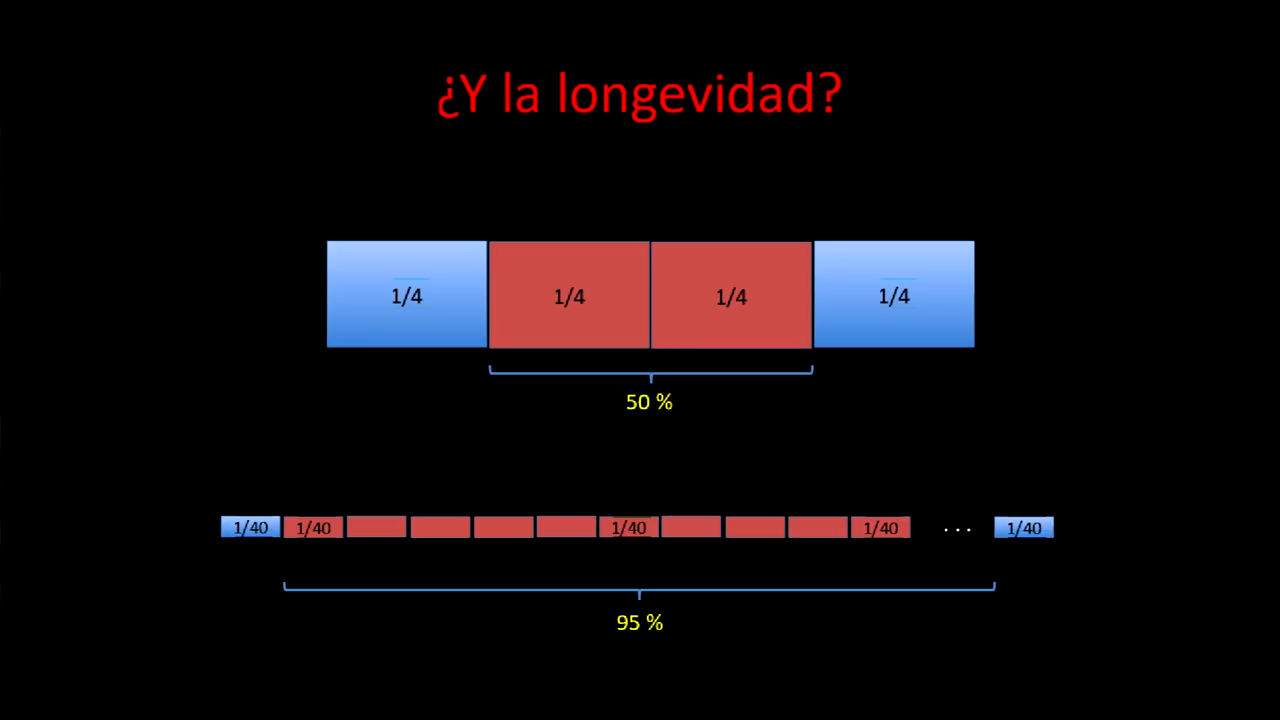 ¿Y la longevidad?
1/4 1/4 1/4 1/4
50 %
1/40 1/40 1/40 1/40 ... 1/40
95 %